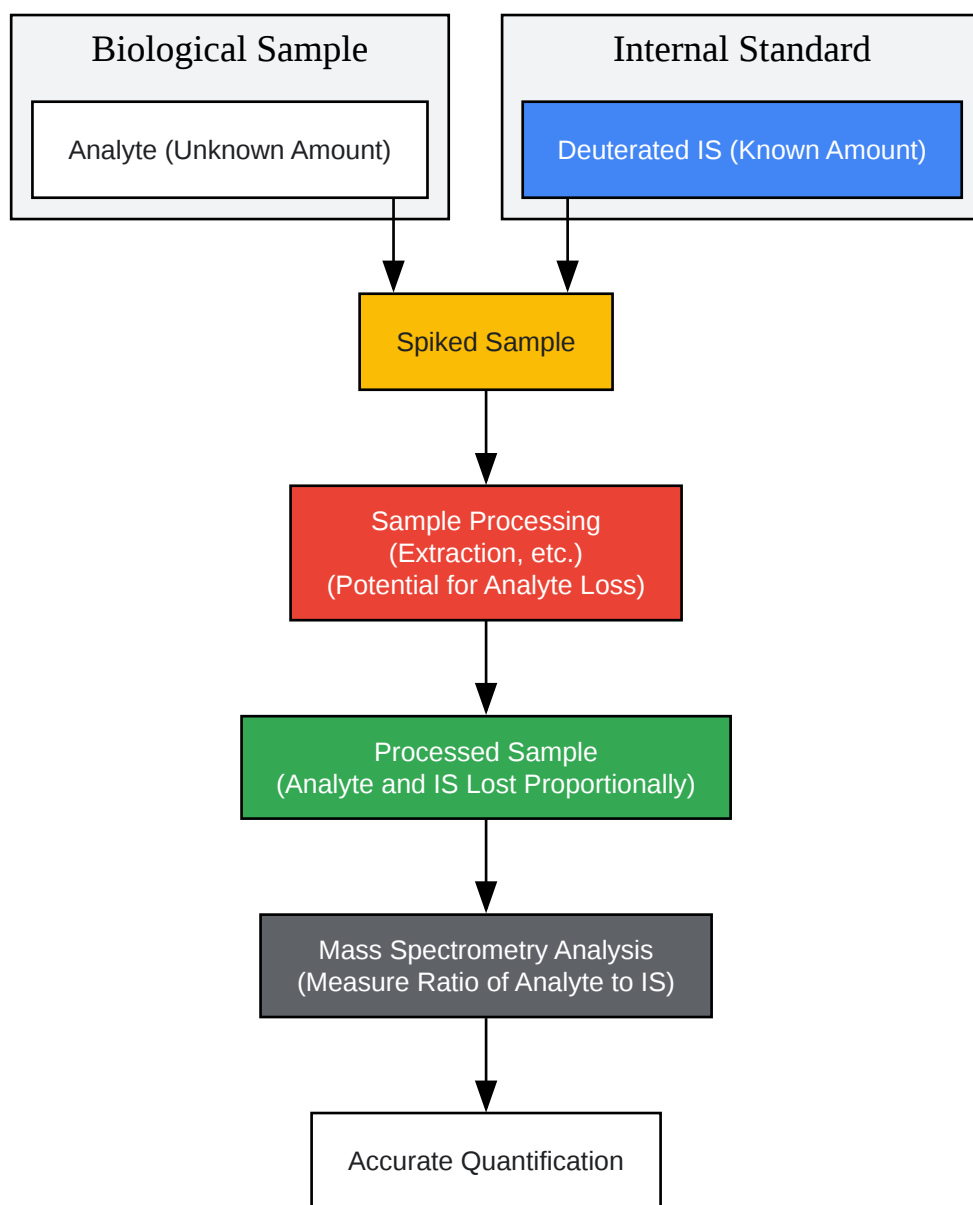 Biological Sample
Internal Standard
Analyte (Unknown Amount)
Deuterated IS (Known Amount)
Spiked Sample
Sample Processing
(Extraction, etc.)
(Potential for Analyte Loss)
Processed Sample
(Analyte and IS Lost Proportionally)
Mass Spectrometry Analysis
(Measure Ratio of Analyte to IS)
Accurate Quantification